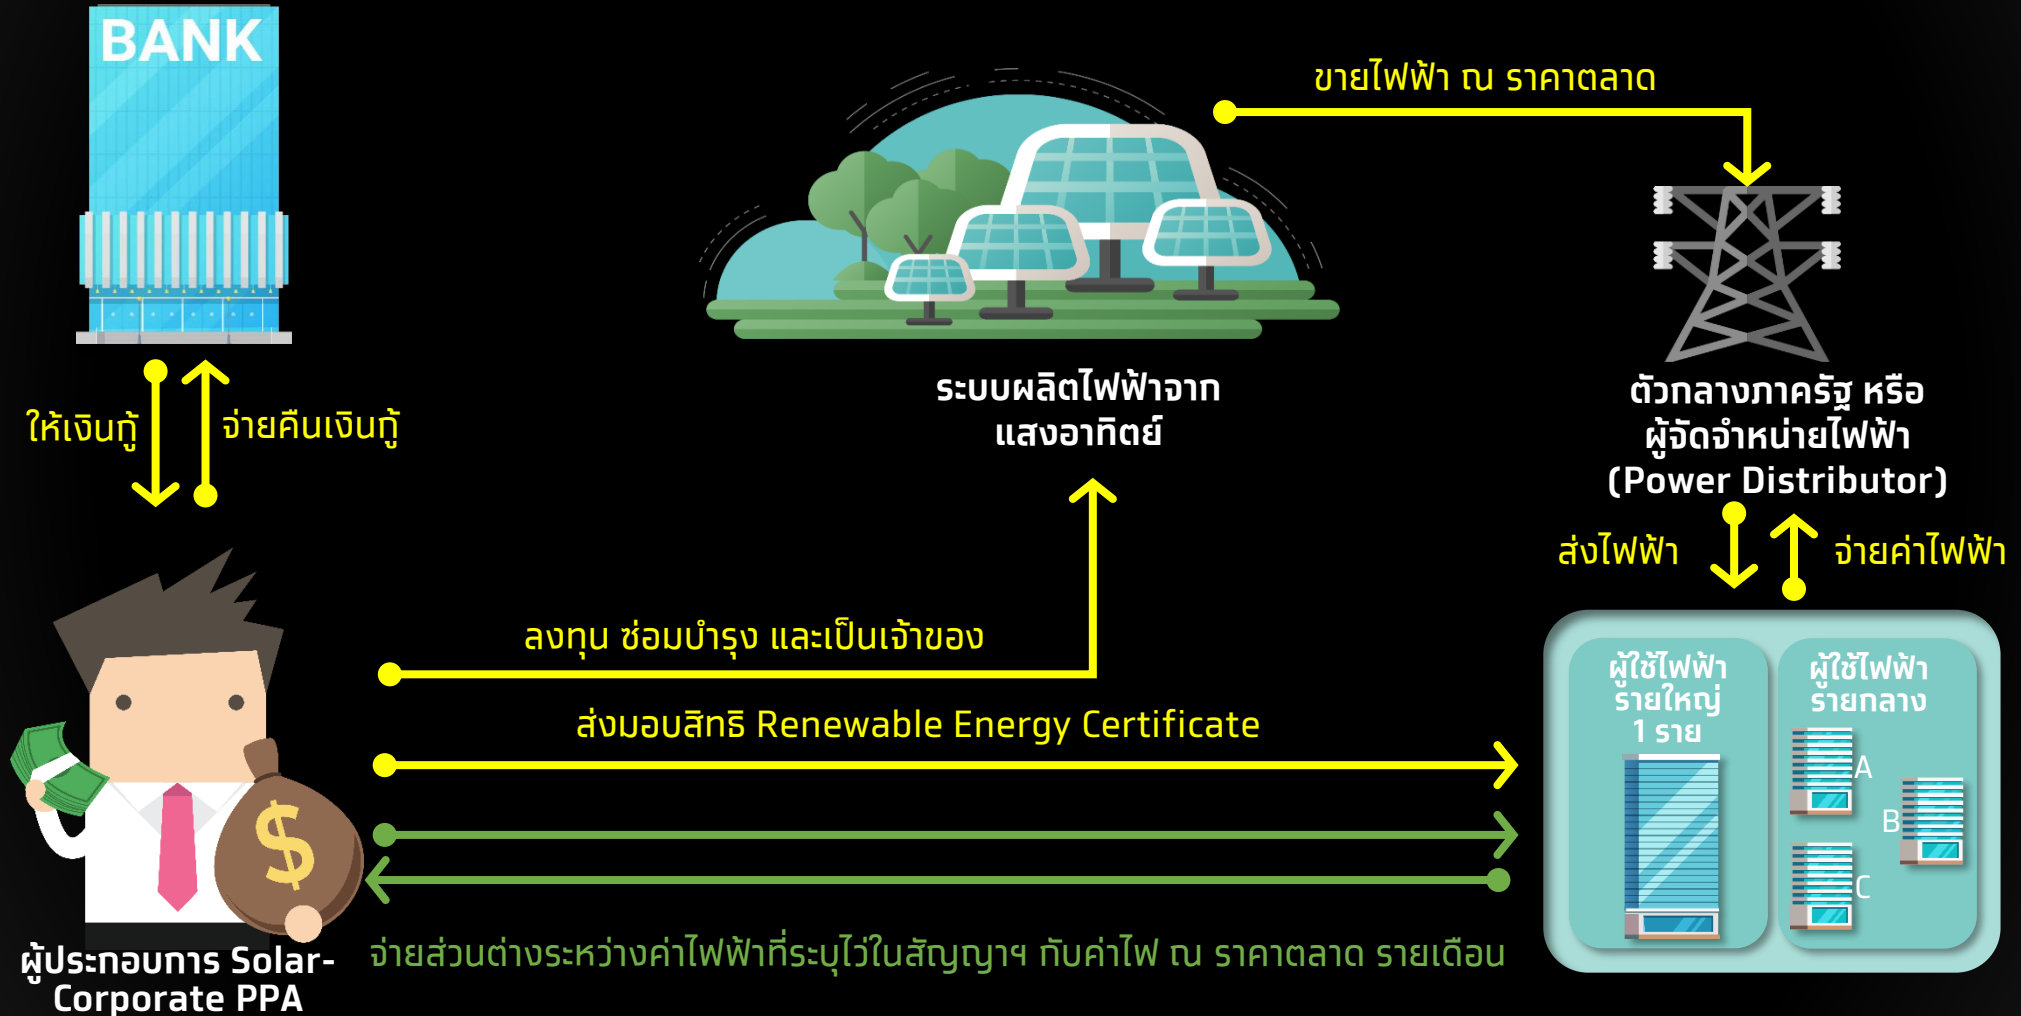 BANK
ขายไฟฟ้า ณ ราคาตลาด
ระบบผลิตไฟฟ้าจาก
แสงอาทิตย์
ตัวกลางภาครัฐ หรือ
ผู้จัดจำหน่ายไฟฟ้า
(Power Distributor)
ให้เงินกู้
จ่ายคืนเงินกู้
ส่งไฟฟ้า
จ่ายค่าไฟฟ้า
ลงทุน ซ่อมบำรุง และเป็นเจ้าของ
ส่งมอบสิทธิ Renewable Energy Certificate
ผู้ใช้ไฟฟ้า
รายใหญ่
1 ราย
ผู้ใช้ไฟฟ้า
รายกลาง
A
B
C
$
จ่ายส่วนต่างระหว่างค่าไฟฟ้าที่ระบุไว้ในสัญญาฯ กับค่าไฟ ณ ราคาตลาด รายเดือน
ผู้ประกอบการ Solar-
Corporate PPA